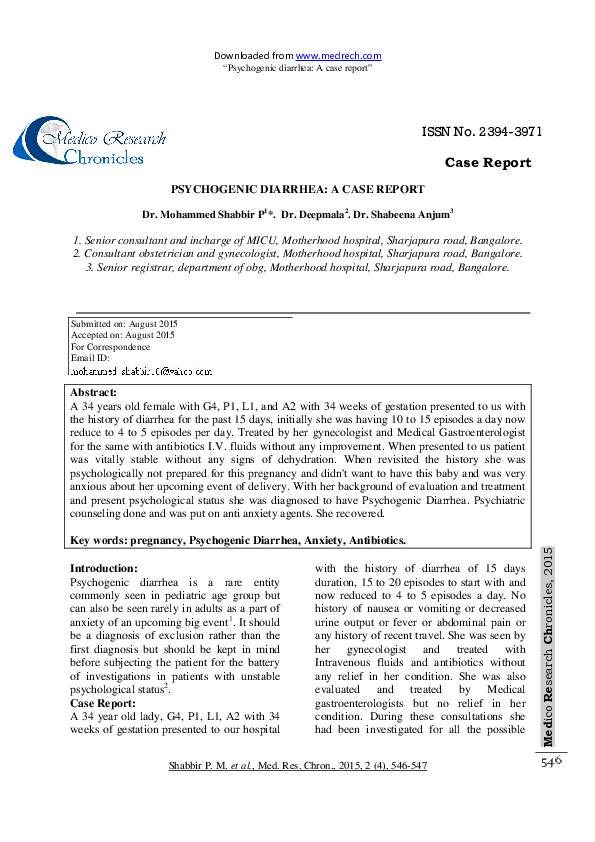 Downloaded from www.medrech.com
"Psychogenic diarrhea: A case report"
Medico Research
Chronicles
ISSN No. 2394-3971
Case Report
PSYCHOGENIC DIARRHEA: A CASE REPORT
Dr. Mohammed Shabbir P1*. Dr. Deepmala2. Dr. Shabeena Anjum3
1. Senior consultant and incharge of MICU, Motherhood hospital, Sharjapura road, Bangalore.
2. Consultant obstetrician and gynecologist, Motherhood hospital, Sharjapura road, Bangalore.
3. Senior registrar, department of obg, Motherhood hospital, Sharjapura road, Bangalore.
Submitted on: August 2015
Accepted on: August 2015
For Correspondence
Email ID:
Abstract:
A 34 years old female with G4, P1, L1, and A2 with 34 weeks of gestation presented to us with
the history of diarrhea for the past 15 days, initially she was having 10 to 15 episodes a day now
reduce to 4 to 5 episodes per day. Treated by her gynecologist and Medical Gastroenterologist
for the same with antibiotics I.V. fluids without any improvement. When presented to us patient
was vitally stable without any signs of dehydration. When revisited the history she was
psychologically not prepared for this pregnancy and didn't want to have this baby and was very
anxious about her upcoming event of delivery. With her background of evaluation and treatment
and present psychological status she was diagnosed to have Psychogenic Diarrhea. Psychiatric
counseling done and was put on anti anxiety agents. She recovered.
Key words: pregnancy, Psychogenic Diarrhea, Anxiety, Antibiotics.
Introduction:
Psychogenic diarrhea is a rare entity
commonly seen in pediatric age group but
can also be seen rarely in adults as a part of
anxiety of an upcoming big event1. It should
be a diagnosis of exclusion rather than the
first diagnosis but should be kept in mind
before subjecting the patient for the battery
of investigations in patients with unstable
psychological status2.
Case Report:
A 34 year old lady, G4, P1, L1, A2 with 34
weeks of gestation presented to our hospital
with the history of diarrhea of 15 days
duration, 15 to 20 episodes to start with and
now reduced to 4 to 5 episodes a day. No
history of nausea or vomiting or decreased
urine output or fever or abdominal pain or
any history of recent travel. She was seen by
her gynecologist and treated with
Intravenous fluids and antibiotics without
any relief in her condition. She was also
evaluated and treated by Medical
gastroenterologists but no relief in her
condition. During these consultations she
had been investigated for all the possible
Medico Research Chronicles, 2015
Shabbir P. M. et al., Med. Res. Chron., 2015, 2 (4), 546-547
546